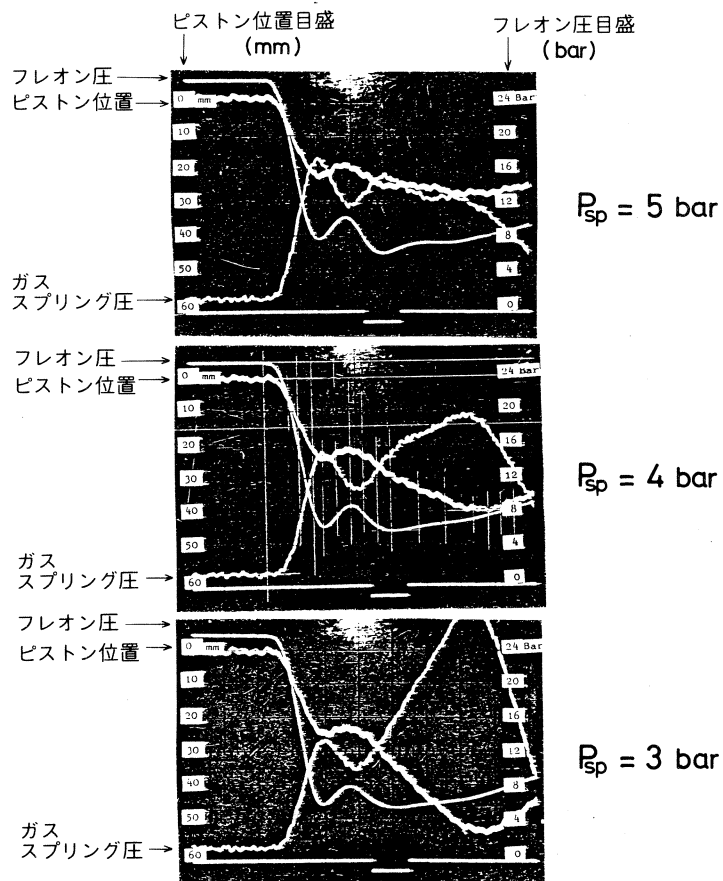 ピストン位置目盛
(mm)
フレオン圧目盛
(bar)
フレオン圧
ピストン位置
0 mm
10
20
30
40
50
60
24 Bar
20
16
12
8
4
0
ガス
スプリング圧
Psp = 5 bar
フレオン圧
ピストン位置
0 mm
10
20
30
40
50
60
24 Bar
20
16
12
8
4
0
ガス
スプリング圧
Psp = 4 bar
フレオン圧
ピストン位置
0 mm
10
20
30
40
50
60
24 Bar
20
16
12
8
4
0
ガス
スプリング圧
Psp = 3 bar